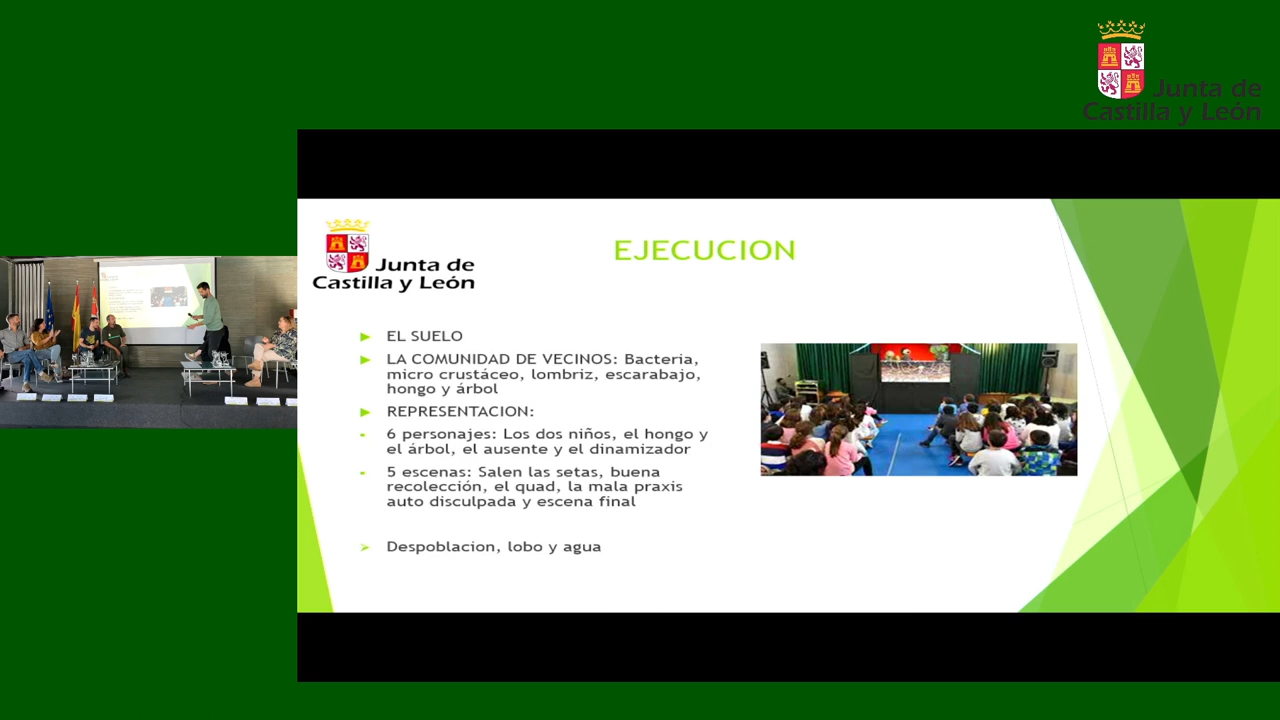 Junta de
Castilla y León
Junta de
Castilla y León
EJECUCION
EL SUELO
LA COMUNIDAD DE VECINOS: Bacteria,
micro crustáceo, lombriz, escarabajo,
hongo y árbol
REPRESENTACION:
- 6 personajes: Los dos niños, el hongo y
el árbol, el ausente y el dinamizador
- 5 escenas: Salen las setas, buena
recolección, el quad, la mala praxis
auto disculpada y escena final
Despoblacion, lobo y agua